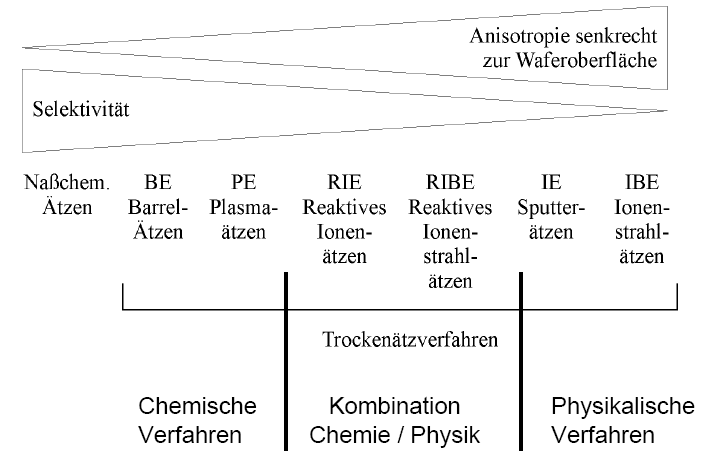 Anisotropie senkrecht
zur Waferoberfläche
Selektivität
Naßchem.
Ätzen
BE
Barrel-
Ätzen
PE
Plasma-
ätzen
RIE
Reaktives
Ionen-
ätzen
RIBE
Reaktives
Ionen-
strahl-
ätzen
IE
Sputter-
ätzen
IBE
Ionen-
strahl-
ätzen
Trockenätzverfahren
Chemische
Verfahren
Kombination
Chemie / Physik
Physikalische
Verfahren